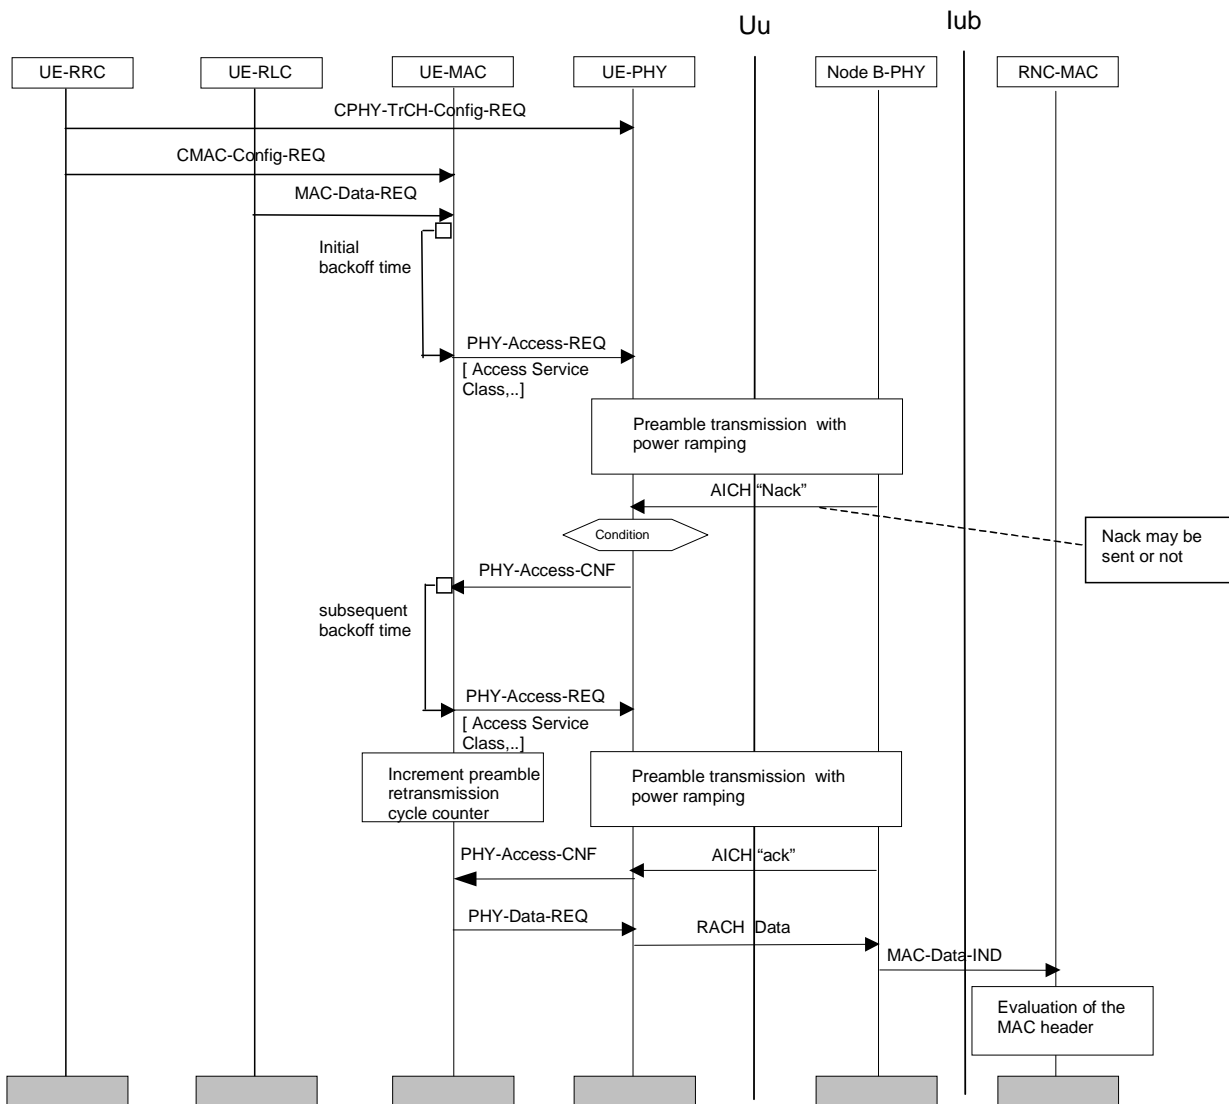 Uu
Iub
UE-RRC
UE-RLC
UE-MAC
UE-PHY
Node B-PHY
RNC-MAC
CPHY-TrCH-Config-REQ
CMAC-Config-REQ
MAC-Data-REQ
Initial
backoff time
PHY-Access-REQ
[ Access Service
Class,..]
Preamble transmission with
power ramping
AICH “Nack”
Condition
Nack may be
sent or not
PHY-Access-CNF
subsequent
backoff time
PHY-Access-REQ
[ Access Service
Class,..]
Increment preamble
retransmission
cycle counter
Preamble transmission with
power ramping
PHY-Access-CNF
AICH “ack”
PHY-Data-REQ
RACH Data
MAC-Data-IND
Evaluation of the
MAC header